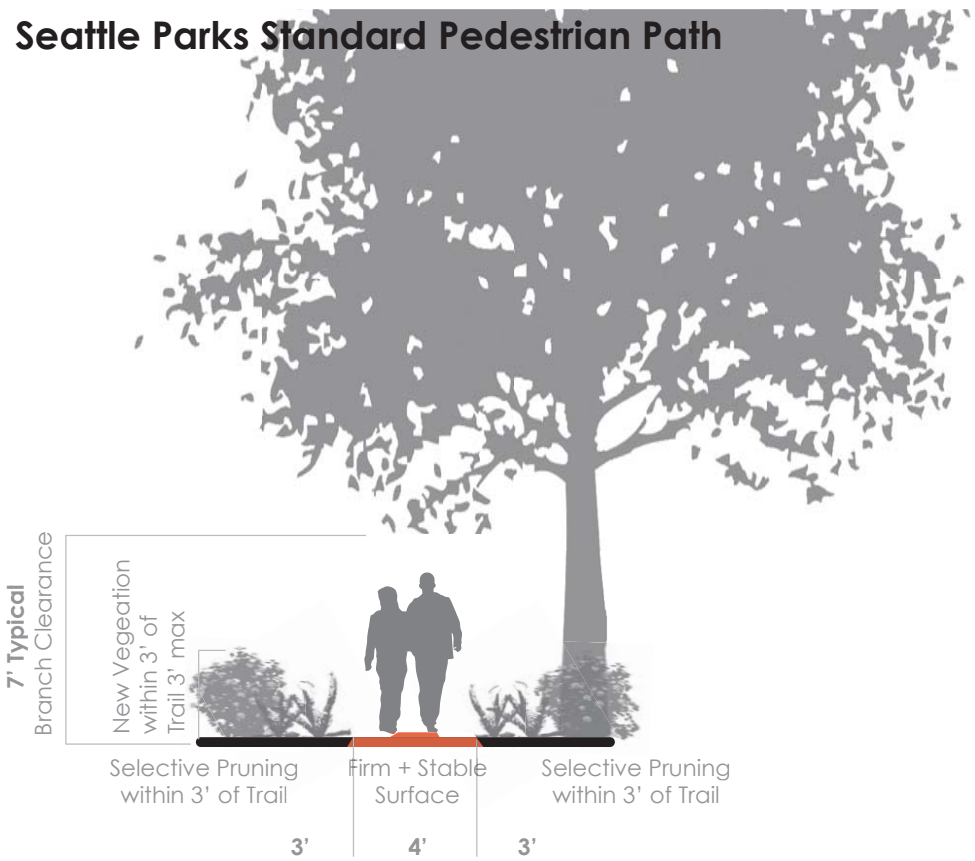 Seattle Parks Standard Pedestrian Path
7’ Typical
Branch Clearance
New Vegeation
within 3’ of
Trail 3’ max
Selective Pruning
within 3’ of Trail
Firm + Stable
Surface
Selective Pruning
within 3’ of Trail
3’
4’
3’